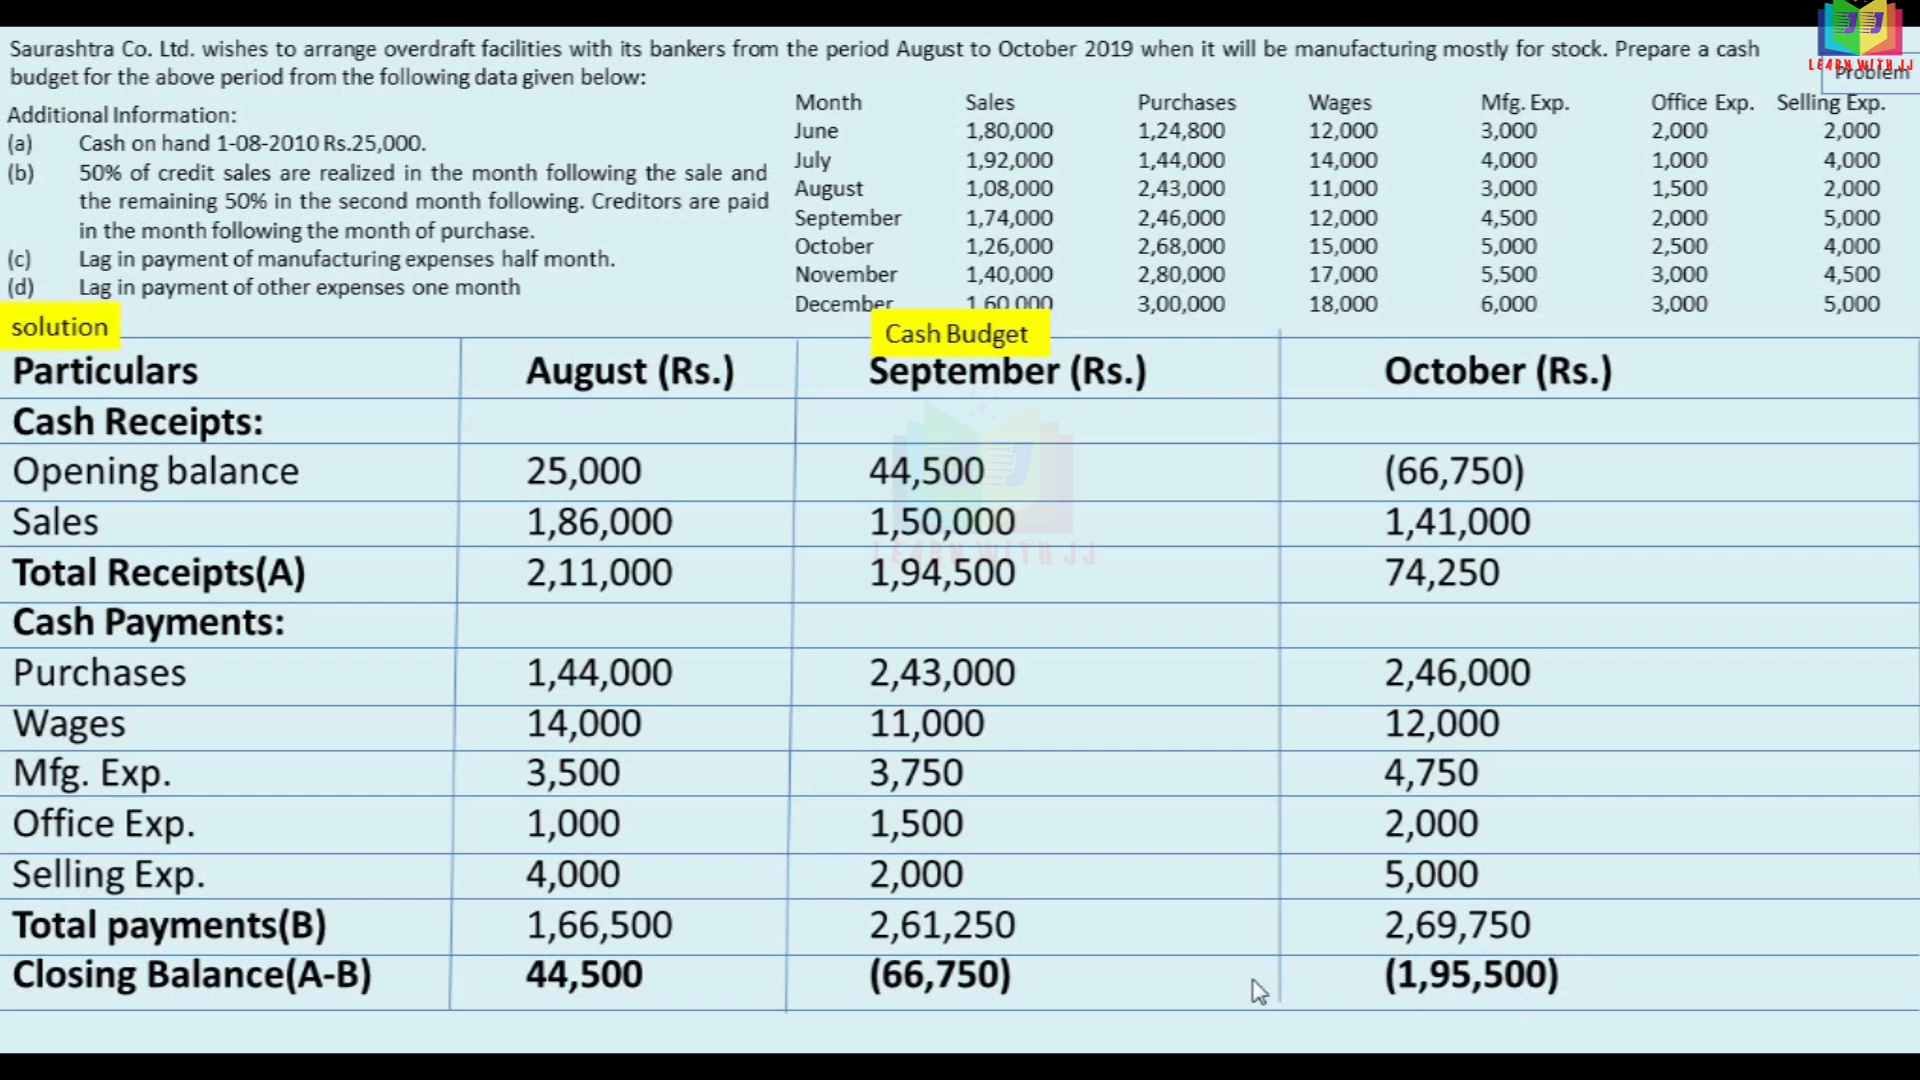 Saurashtra Co. Ltd. wishes to arrange overdraft facilities with its bankers from the period August to October 2019 when it will be manufacturing mostly for stock. Prepare a cash
budget for the above period from the following data given below:
LEARN WITH JJ
Problem
Additional Information:
(a) Cash on hand 1-08-2010 Rs.25,000.
(b) 50% of credit sales are realized in the month following the sale and
the remaining 50% in the second month following. Creditors are paid
in the month following the month of purchase.
(c) Lag in payment of manufacturing expenses half month.
(d) Lag in payment of other expenses one month
Month Sales Purchases Wages Mfg. Exp. Office Exp. Selling Exp.
June 1,80,000 1,24,800 12,000 3,000 2,000 2,000
July 1,92,000 1,44,000 14,000 4,000 1,000 4,000
August 1,08,000 2,43,000 11,000 3,000 1,500 2,000
September 1,74,000 2,46,000 12,000 4,500 2,000 5,000
October 1,26,000 2,68,000 15,000 5,000 2,500 4,000
November 1,40,000 2,80,000 17,000 5,500 3,000 4,500
December 1,60,000 3,00,000 18,000 6,000 3,000 5,000
solution
Cash Budget
Particulars August (Rs.) September (Rs.) October (Rs.)
Cash Receipts:
Opening balance 25,000 44,500 (66,750)
Sales 1,86,000 1,50,000 1,41,000
LEARN WITH JJ
Total Receipts(A) 2,11,000 1,94,500 74,250
Cash Payments:
Purchases 1,44,000 2,43,000 2,46,000
Wages 14,000 11,000 12,000
Mfg. Exp. 3,500 3,750 4,750
Office Exp. 1,000 1,500 2,000
Selling Exp. 4,000 2,000 5,000
Total payments(B) 1,66,500 2,61,250 2,69,750
Closing Balance(A-B) 44,500 (66,750) (1,95,500)